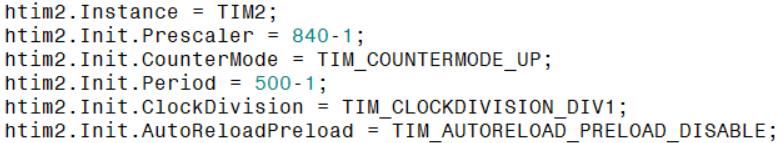 htim2.Instance = TIM2;
htim2.Init.Prescaler = 840-1;
htim2.Init.CounterMode = TIM_COUNTERMODE_UP;
htim2.Init.Period = 500-1;
htim2.Init.ClockDivision = TIM_CLOCKDIVISION_DIV1;
htim2.Init.AutoReloadPreload = TIM_AUTORELOAD_PRELOAD_DISABLE;